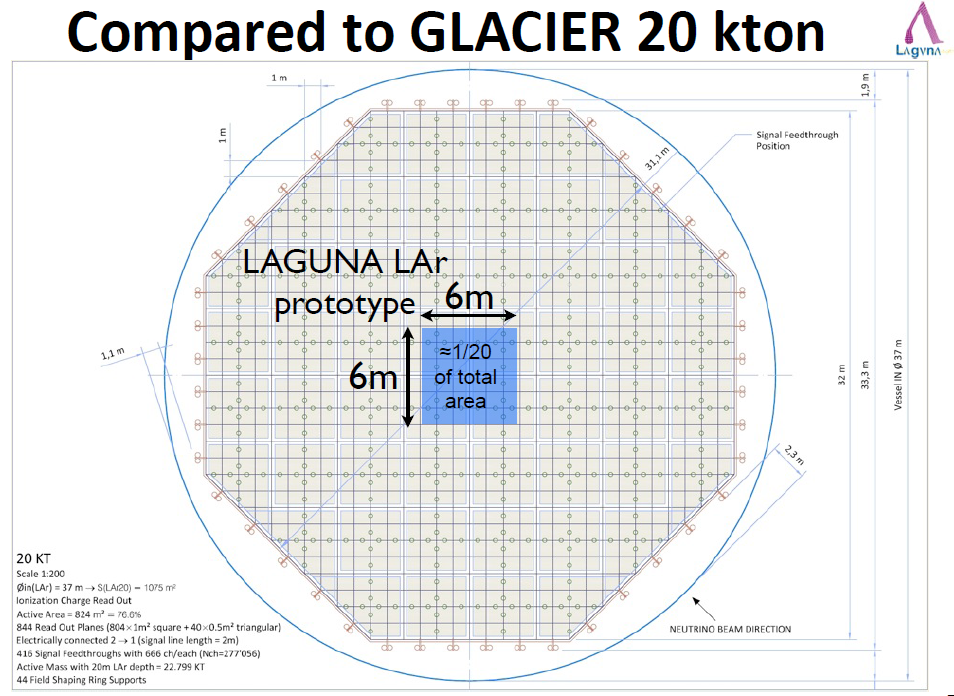 Compared to GLACIER 20 kton
LAGUNA
1 m
1,9 m
1 m
Signal Feedthrough
Position
31,1 m
LAGUNA LAr
prototype
6m
6m
≈1/20
of total
area
1,1 m
32 m
33,3 m
Vessel IN Ø 37 m
2,3 m
20 KT
Scale 1:200
Øin(LAr) = 37 m → S(LAr20) = 1075 m²
Ionization Charge Read Out
Active Area = 824 m² = 76.6%
844 Read Out Planes (804×1m² square + 40×0.5m² triangular)
Electrically connected 2 → 1 (signal line length = 2m)
416 Signal Feedthroughs with 666 ch/each (Nch=277'056)
Active Mass with 20m LAr depth = 22.799 KT
44 Field Shaping Ring Supports
NEUTRINO BEAM DIRECTION